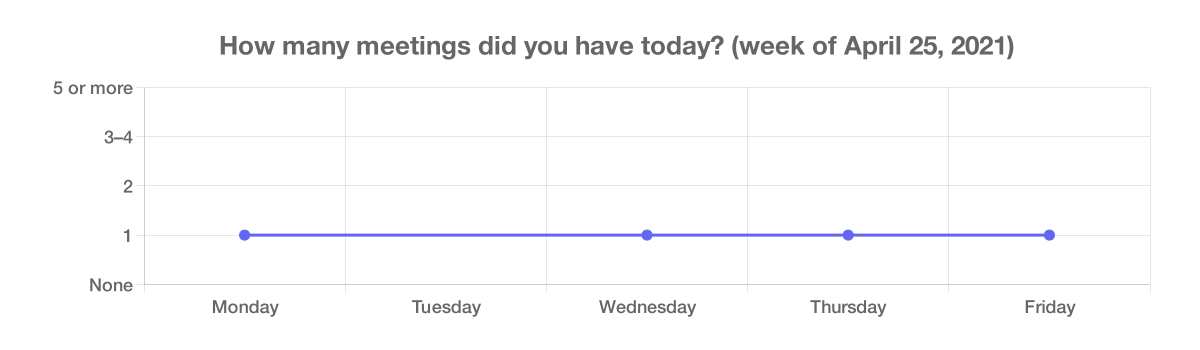 How many meetings did you have today? (week of April 25, 2021)
5 or more
3–4
2
1
None
Monday Tuesday Wednesday Thursday Friday